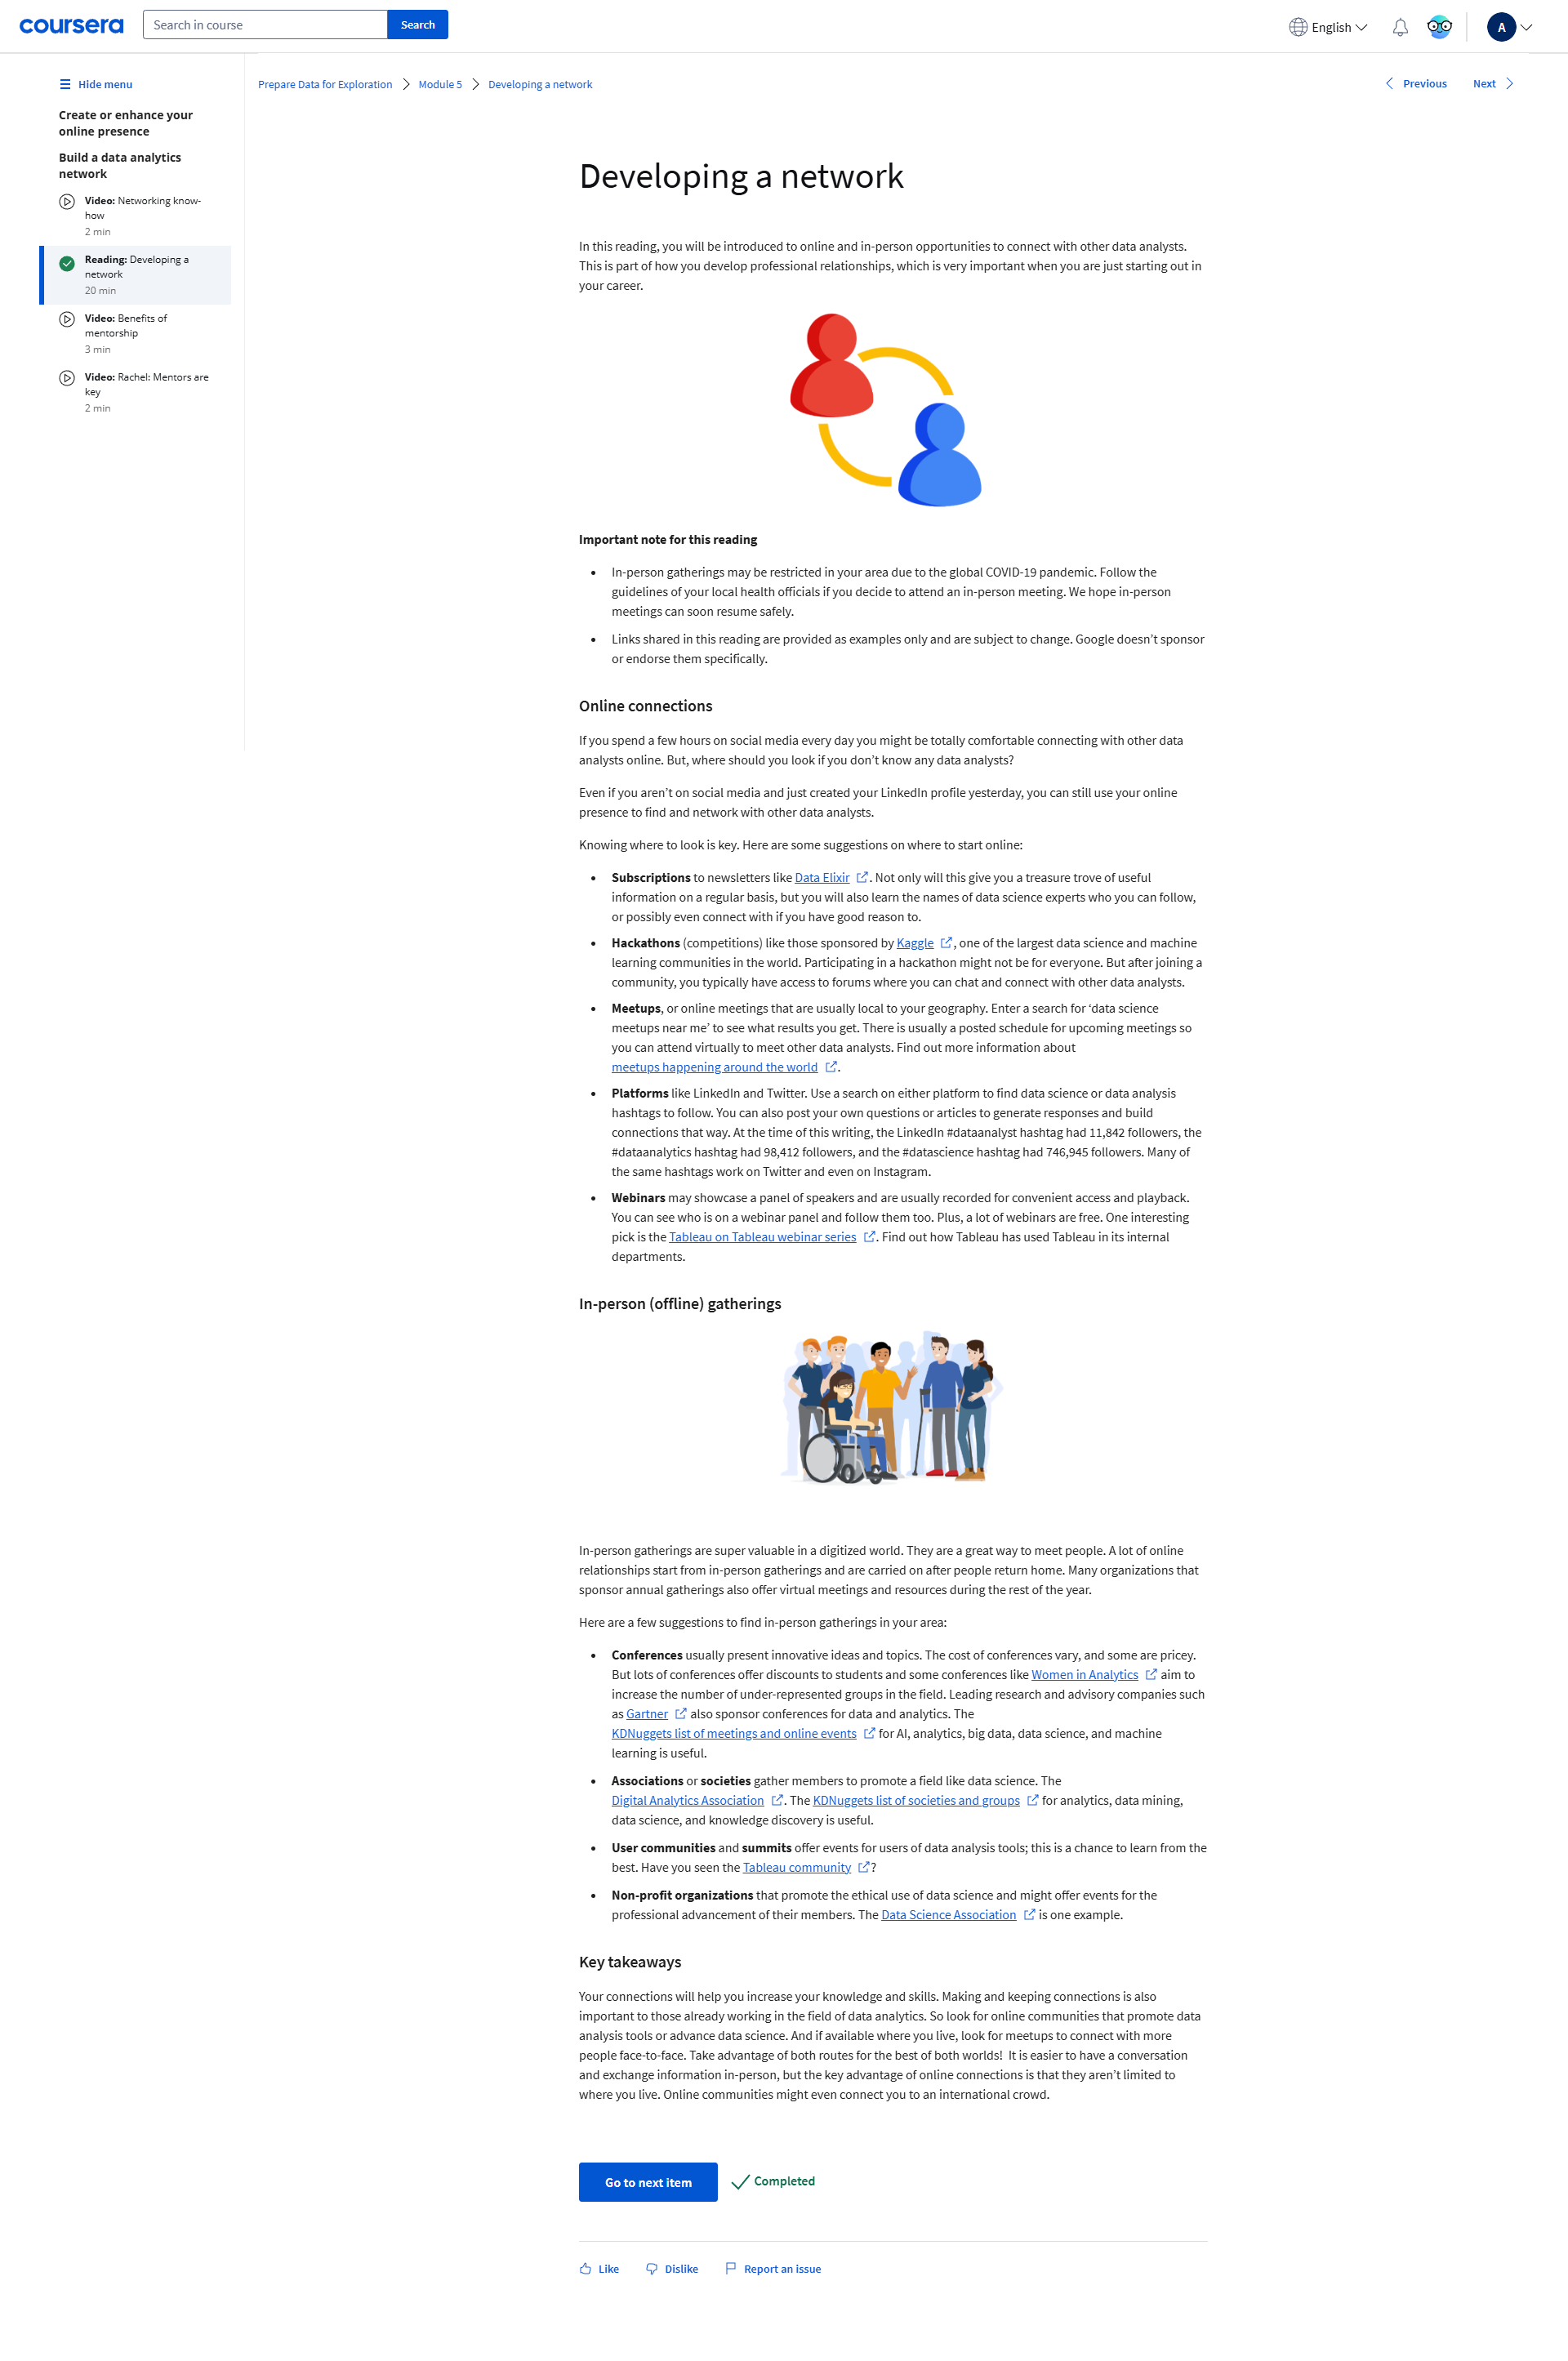 coursera
Search in course
Search
English
A
Hide menu
Create or enhance your
online presence
Build a data analytics
network
Video: Networking know-
how
2 min
Reading: Developing a
network
20 min
Video: Benefits of
mentorship
3 min
Video: Rachel: Mentors are
key
2 min
Prepare Data for Exploration
Module 5
Developing a network
Previous
Next
Developing a network
In this reading, you will be introduced to online and in-person opportunities to connect with other data analysts.
This is part of how you develop professional relationships, which is very important when you are just starting out in
your career.
Important note for this reading
• In-person gatherings may be restricted in your area due to the global COVID-19 pandemic. Follow the
guidelines of your local health officials if you decide to attend an in-person meeting. We hope in-person
meetings can soon resume safely.
• Links shared in this reading are provided as examples only and are subject to change. Google doesn’t sponsor
or endorse them specifically.
Online connections
If you spend a few hours on social media every day you might be totally comfortable connecting with other data
analysts online. But, where should you look if you don’t know any data analysts?
Even if you aren’t on social media and just created your LinkedIn profile yesterday, you can still use your online
presence to find and network with other data analysts.
Knowing where to look is key. Here are some suggestions on where to start online:
• Subscriptions to newsletters like Data Elixir . Not only will this give you a treasure trove of useful
information on a regular basis, but you will also learn the names of data science experts who you can follow,
or possibly even connect with if you have good reason to.
• Hackathons (competitions) like those sponsored by Kaggle , one of the largest data science and machine
learning communities in the world. Participating in a hackathon might not be for everyone. But after joining a
community, you typically have access to forums where you can chat and connect with other data analysts.
• Meetups, or online meetings that are usually local to your geography. Enter a search for ‘data science
meetups near me’ to see what results you get. There is usually a posted schedule for upcoming meetings so
you can attend virtually to meet other data analysts. Find out more information about
meetups happening around the world .
• Platforms like LinkedIn and Twitter. Use a search on either platform to find data science or data analysis
hashtags to follow. You can also post your own questions or articles to generate responses and build
connections that way. At the time of this writing, the LinkedIn #dataanalyst hashtag had 11,842 followers, the
#dataanalytics hashtag had 98,412 followers, and the #datascience hashtag had 746,945 followers. Many of
the same hashtags work on Twitter and even on Instagram.
• Webinars may showcase a panel of speakers and are usually recorded for convenient access and playback.
You can see who is on a webinar panel and follow them too. Plus, a lot of webinars are free. One interesting
pick is the Tableau on Tableau webinar series . Find out how Tableau has used Tableau in its internal
departments.
In-person (offline) gatherings
In-person gatherings are super valuable in a digitized world. They are a great way to meet people. A lot of online
relationships start from in-person gatherings and are carried on after people return home. Many organizations that
sponsor annual gatherings also offer virtual meetings and resources during the rest of the year.
Here are a few suggestions to find in-person gatherings in your area:
• Conferences usually present innovative ideas and topics. The cost of conferences vary, and some are pricey.
But lots of conferences offer discounts to students and some conferences like Women in Analytics aim to
increase the number of under-represented groups in the field. Leading research and advisory companies such
as Gartner also sponsor conferences for data and analytics. The
KDNuggets list of meetings and online events for AI, analytics, big data, data science, and machine
learning is useful.
• Associations or societies gather members to promote a field like data science. The
Digital Analytics Association . The KDNuggets list of societies and groups for analytics, data mining,
data science, and knowledge discovery is useful.
• User communities and summits offer events for users of data analysis tools; this is a chance to learn from the
best. Have you seen the Tableau community ?
• Non-profit organizations that promote the ethical use of data science and might offer events for the
professional advancement of their members. The Data Science Association is one example.
Key takeaways
Your connections will help you increase your knowledge and skills. Making and keeping connections is also
important to those already working in the field of data analytics. So look for online communities that promote data
analysis tools or advance data science. And if available where you live, look for meetups to connect with more
people face-to-face. Take advantage of both routes for the best of both worlds!  It is easier to have a conversation
and exchange information in-person, but the key advantage of online connections is that they aren’t limited to
where you live. Online communities might even connect you to an international crowd.
Go to next item
Completed
Like
Dislike
Report an issue